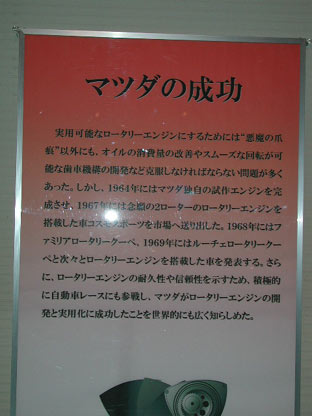 マツダの成功
実用可能なロータリーエンジンにするためには“悪魔の爪
痕”以外にも、オイルの消費量の改善やスムーズな回転が可
能な歯車機構の開発など克服しなければならない問題が多く
あった。しかし、1964年にはマツダ独自の試作エンジンを完
成させ、1967年には念願の2ローターのロータリーエンジンを
搭載した車コスモスポーツを市場へ送り出した。1968年にはフ
ァミリアロータリークーペ、1969年にはルーチェロータリークー
ペと次々とロータリーエンジンを搭載した車を発表する。さら
に、ロータリーエンジンの耐久性や信頼性を示すため、積極的
に自動車レースにも参戦し、マツダがロータリーエンジンの開
発と実用化に成功したことを世界的にも広く知らしめた。